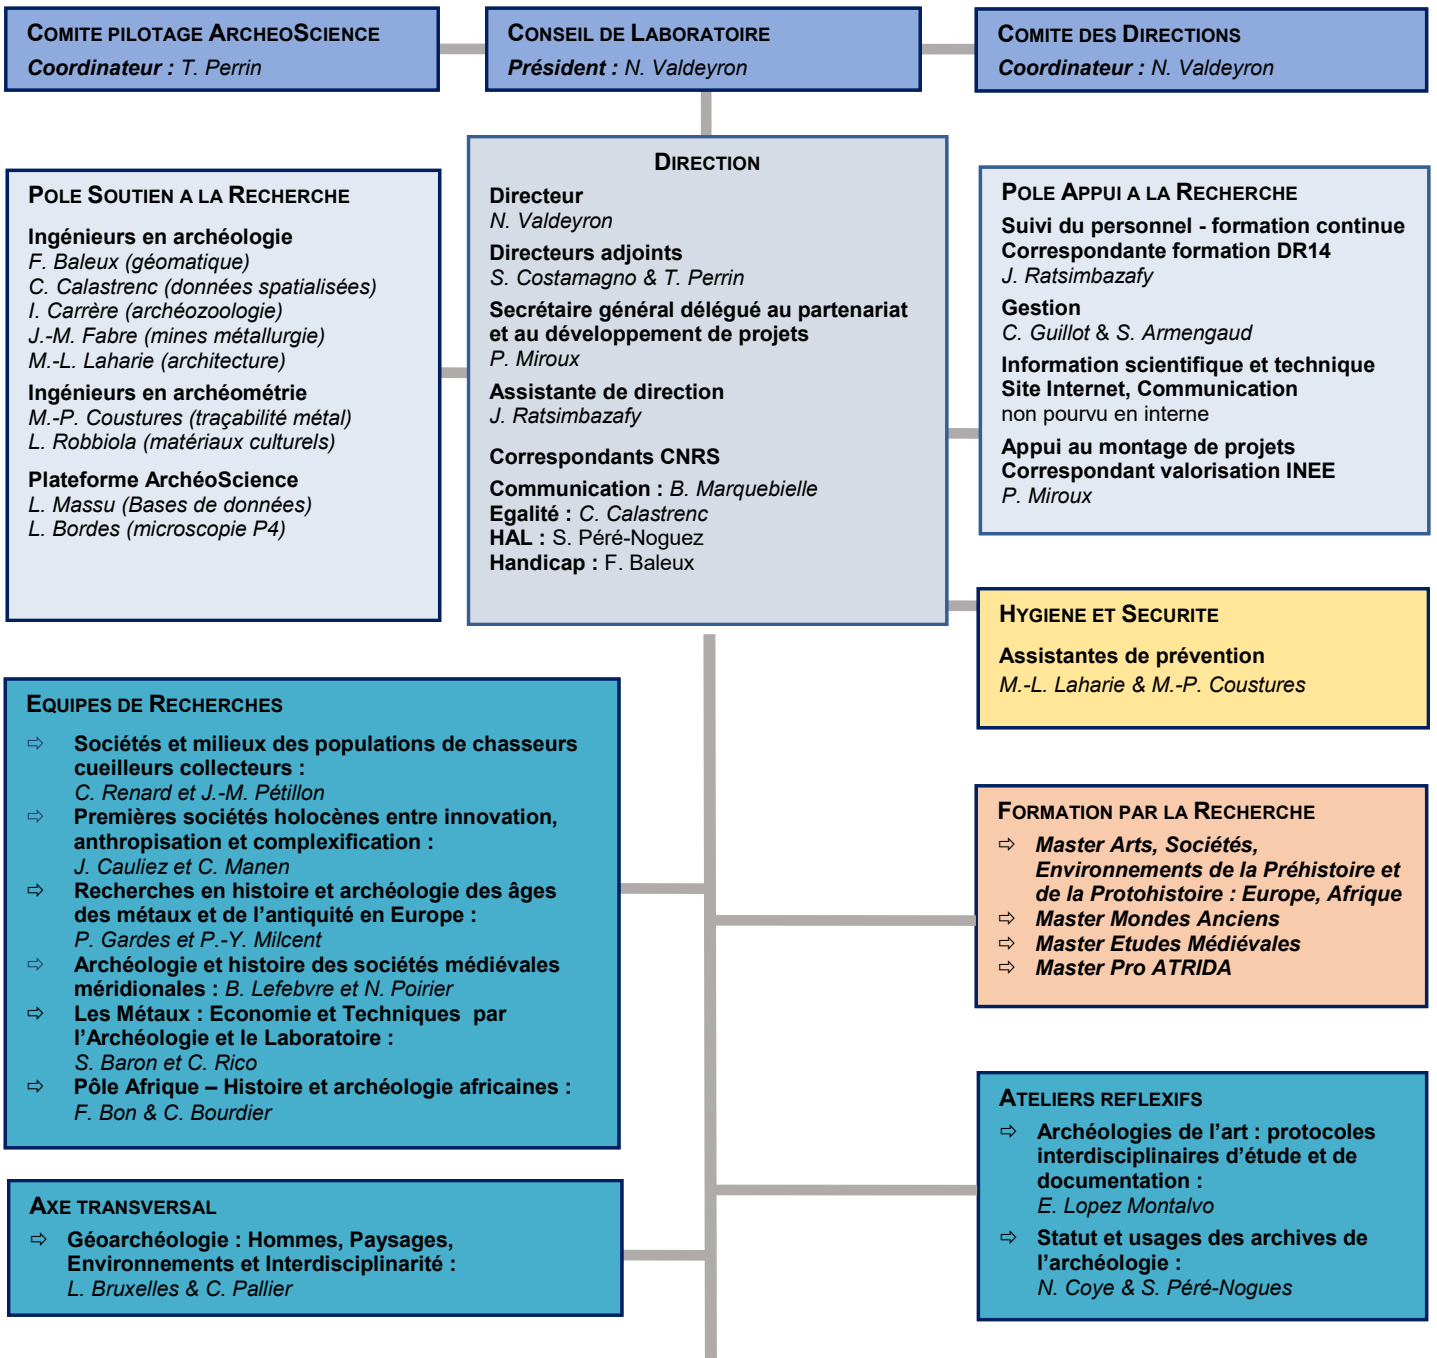 COMITE PILOTAGE ARCHEOSCIENCE
Coordinateur : T. Perrin
CONSEIL DE LABORATOIRE
Président : N. Valdeyron
COMITE DES DIRECTIONS
Coordinateur : N. Valdeyron
POLE SOUTIEN A LA RECHERCHE
Ingénieurs en archéologie
F. Baleux (géomatique)
C. Calastrenc (données spatialisées)
I. Carrère (archéozoologie)
J.-M. Fabre (mines métallurgie)
M.-L. Laharie (architecture)
Ingénieurs en archéométrie
M.-P. Coustures (traçabilité métal)
L. Robbiola (matériaux culturels)
Plateforme ArchéoScience
L. Massu (Bases de données)
L. Bordes (microscopie P4)
DIRECTION
Directeur
N. Valdeyron
Directeurs adjoints
S. Costamagno & T. Perrin
Secrétaire général délégué au partenariat
et au développement de projets
P. Miroux
Assistante de direction
J. Ratsimbazafy
Correspondants CNRS
Communication : B. Marquebielle
Egalité : C. Calastrenc
HAL : S. Péré-Noguez
Handicap : F. Baleux
POLE APPUI A LA RECHERCHE
Suivi du personnel - formation continue
Correspondante formation DR14
J. Ratsimbazafy
Gestion
C. Guillot & S. Armengaud
Information scientifique et technique
Site Internet, Communication
non pourvu en interne
Appui au montage de projets
Correspondant valorisation INEE
P. Miroux
HYGIENE ET SECURITE
Assistantes de prévention
M.-L. Laharie & M.-P. Coustures
EQUIPES DE RECHERCHES
⇨ Sociétés et milieux des populations de chasseurs
cueilleurs collecteurs :
C. Renard et J.-M. Pétillon
⇨ Premières sociétés holocènes entre innovation,
anthropisation et complexification :
J. Cauliez et C. Manen
⇨ Recherches en histoire et archéologie des âges
des métaux et de l'antiquité en Europe :
P. Gardes et P.-Y. Milcent
⇨ Archéologie et histoire des sociétés médiévales
méridionales : B. Lefebvre et N. Poirier
⇨ Les Métaux : Economie et Techniques par
l'Archéologie et le Laboratoire :
S. Baron et C. Rico
⇨ Pôle Afrique – Histoire et archéologie africaines :
F. Bon & C. Bourdier
FORMATION PAR LA RECHERCHE
⇨ Master Arts, Sociétés,
Environnements de la Préhistoire et
de la Protohistoire : Europe, Afrique
⇨ Master Mondes Anciens
⇨ Master Etudes Médiévales
⇨ Master Pro ATRIDA
AXE TRANSVERSAL
⇨ Géoarchéologie : Hommes, Paysages,
Environnements et Interdisciplinarité :
L. Bruxelles & C. Pallier
ATELIERS REFLEXIFS
⇨ Archéologies de l'art : protocoles
interdisciplinaires d'étude et de
documentation :
E. Lopez Montalvo
⇨ Statut et usages des archives de
l'archéologie :
N. Coye & S. Péré-Nogues